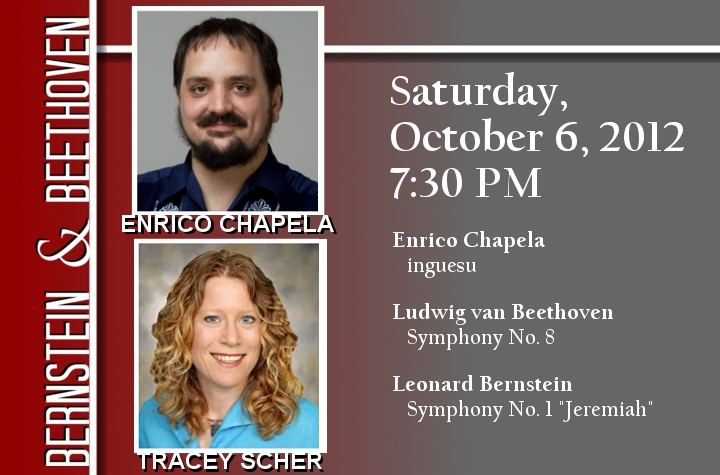 BERNSTEIN & BEETHOVEN
ENRICO CHAPELA
TRACEY SCHER
Saturday,
October 6, 2012
7:30 PM
Enrico Chapela
inguesu
Ludwig van Beethoven
Symphony No. 8
Leonard Bernstein
Symphony No. 1 "Jeremiah"